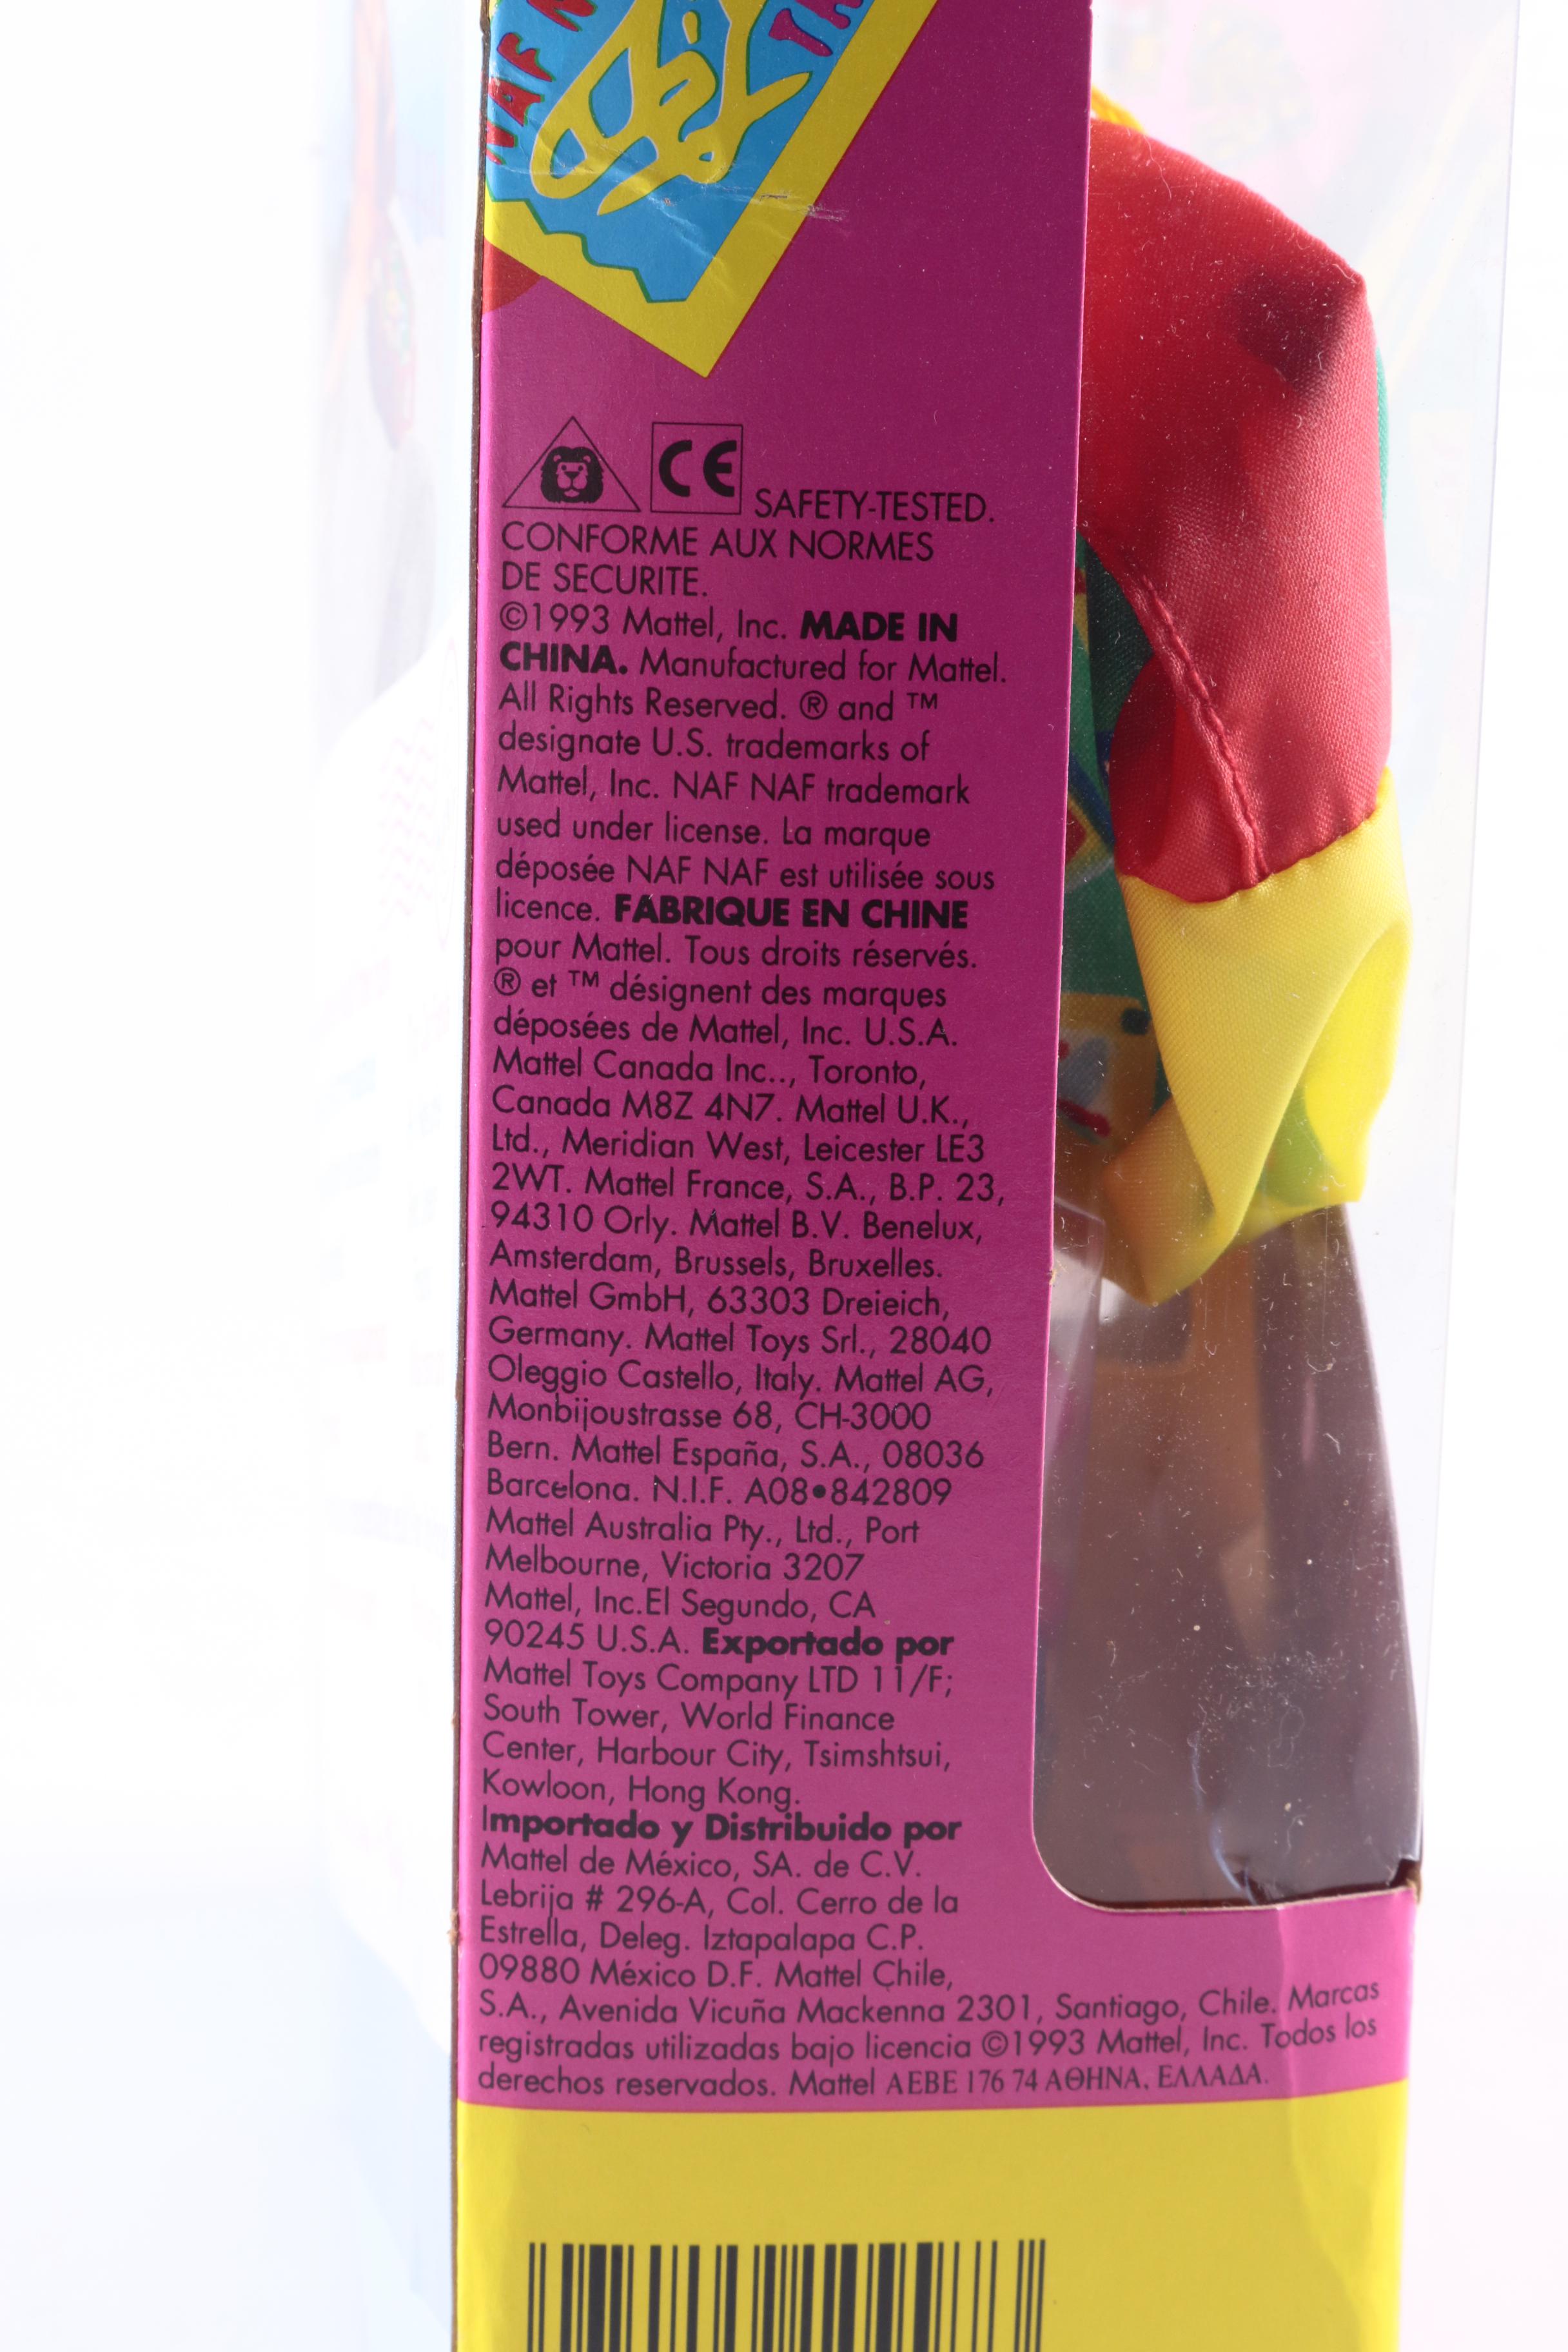 NAF N
SAFETY-TESTED.
CONFORME AUX NORMES
DE SECURITE.
©1993 Mattel, Inc. MADE IN
CHINA. Manufactured for Mattel.
All Rights Reserved. ® and ™
designate U.S. trademarks of
Mattel, Inc. NAF NAF trademark
used under license. La marque
déposée NAF NAF est utilisée sous
licence. FABRIQUE EN CHINE
pour Mattel. Tous droits réservés.
® et ™ désignent des marques
déposées de Mattel, Inc. U.S.A.
Mattel Canada Inc.., Toronto,
Canada M8Z 4N7. Mattel U.K.,
Ltd., Meridian West, Leicester LE3
2WT. Mattel France, S.A., B.P. 23,
94310 Orly. Mattel B.V. Benelux,
Amsterdam, Brussels, Bruxelles.
Mattel GmbH, 63303 Dreieich,
Germany. Mattel Toys Srl., 28040
Oleggio Castello, Italy. Mattel AG,
Monbijoustrasse 68, CH-3000
Bern. Mattel España, S.A., 08036
Barcelona. N.I.F. A08•842809
Mattel Australia Pty., Ltd., Port
Melbourne, Victoria 3207
Mattel, Inc.El Segundo, CA
90245 U.S.A. Exportado por
Mattel Toys Company LTD 11/F;
South Tower, World Finance
Center, Harbour City, Tsimshtsui,
Kowloon, Hong Kong.
Importado y Distribuido por
Mattel de México, SA. de C.V.
Lebrija # 296-A, Col. Cerro de la
Estrella, Deleg. Iztapalapa C.P.
09880 México D.F. Mattel Chile,
S.A., Avenida Vicuña Mackenna 2301, Santiago, Chile. Marcas
registradas utilizadas bajo licencia ©1993 Mattel, Inc. Todos los
derechos reservados. Mattel AEBE 176 74 ΑΘΗΝΑ, ΕΛΛΑΔΑ.